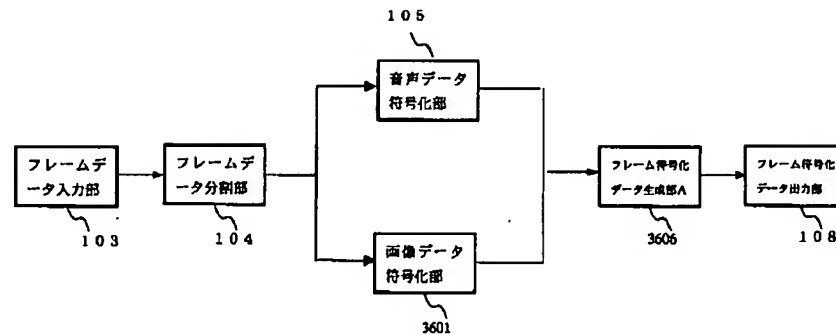 105
音声データ
符号化部
フレームデ
ータ入力部
103
フレームデ
ータ分割部
104
画像データ
符号化部
3601
フレーム符号化
データ生成部A
3606
フレーム符号化
データ出力部
108